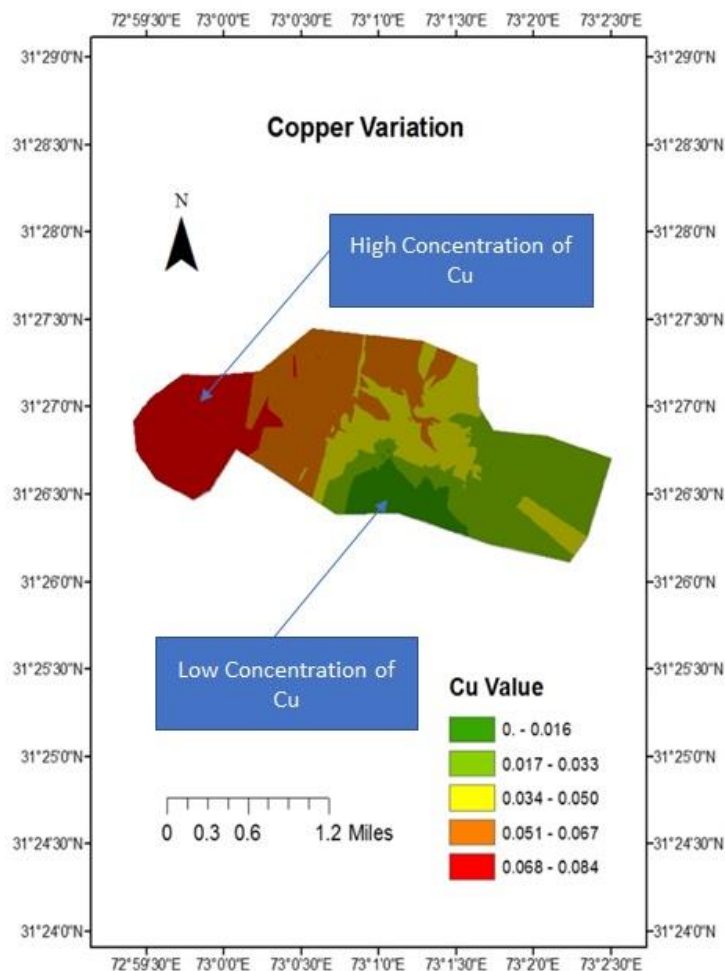 72°59'30"E 73°0'0"E 73°0'30"E 73°1'0"E 73°1'30"E 73°2'0"E 73°2'30"E
31°29'0"N 31°29'0"N
Copper Variation
31°28'30"N 31°28'30"N
N
31°28'0"N 31°28'0"N
High Concentration of
Cu
31°27'30"N 31°27'30"N
31°27'0"N 31°27'0"N
31°26'30"N 31°26'30"N
31°26'0"N 31°26'0"N
31°25'30"N 31°25'30"N
Low Concentration of
Cu
Cu Value
0. - 0.016
31°25'0"N 31°25'0"N
0.017 - 0.033
0.034 - 0.050
0.051 - 0.067
0.068 - 0.084
0 0.3 0.6 1.2 Miles
31°24'30"N 31°24'30"N
31°24'0"N 31°24'0"N
72°59'30"E 73°0'0"E 73°0'30"E 73°1'0"E 73°1'30"E 73°2'0"E 73°2'30"E